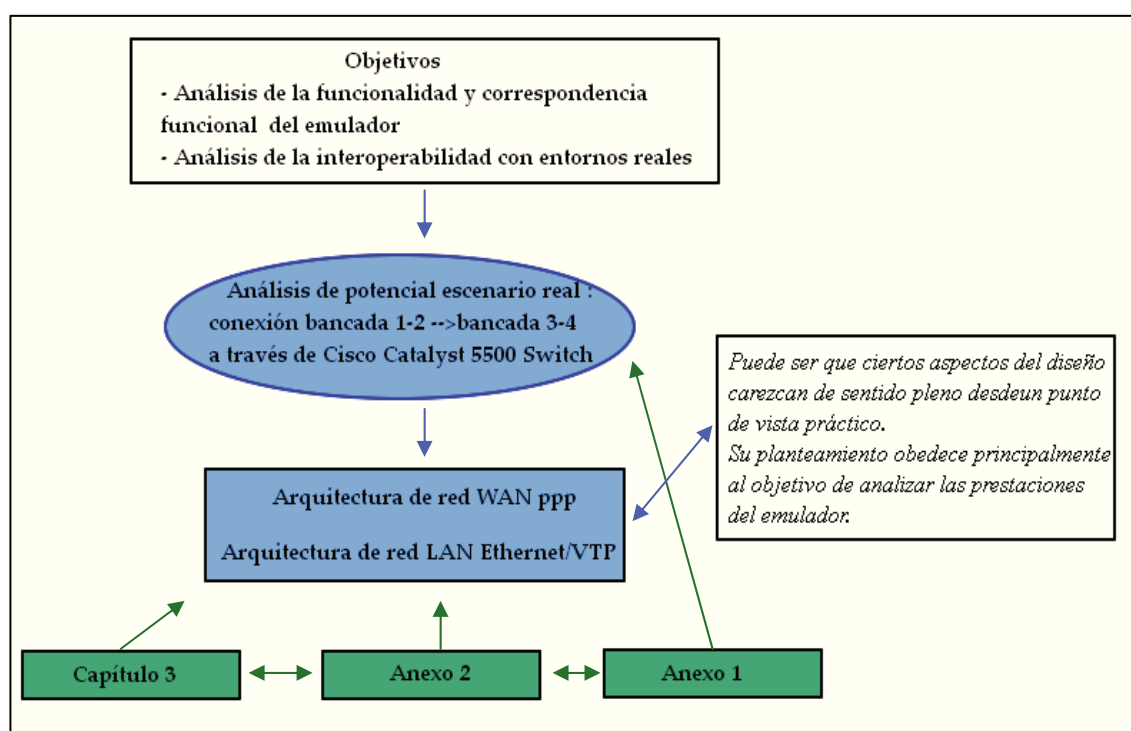 Objetivos
- Análisis de la funcionalidad y correspondencia
funcional del emulador
- Análisis de la interoperabilidad con entornos reales
Análisis de potencial escenario real :
conexión bancada 1-2 -->bancada 3-4
a través de Cisco Catalyst 5500 Switch
Puede ser que ciertos aspectos del diseño
carezcan de sentido pleno desdeun punto
de vista práctico.
Su planteamiento obedece principalmente
al objetivo de analizar las prestaciones
del emulador.
Arquitectura de red WAN ppp
Arquitectura de red LAN Ethernet/VTP
Capítulo 3
Anexo 2
Anexo 1